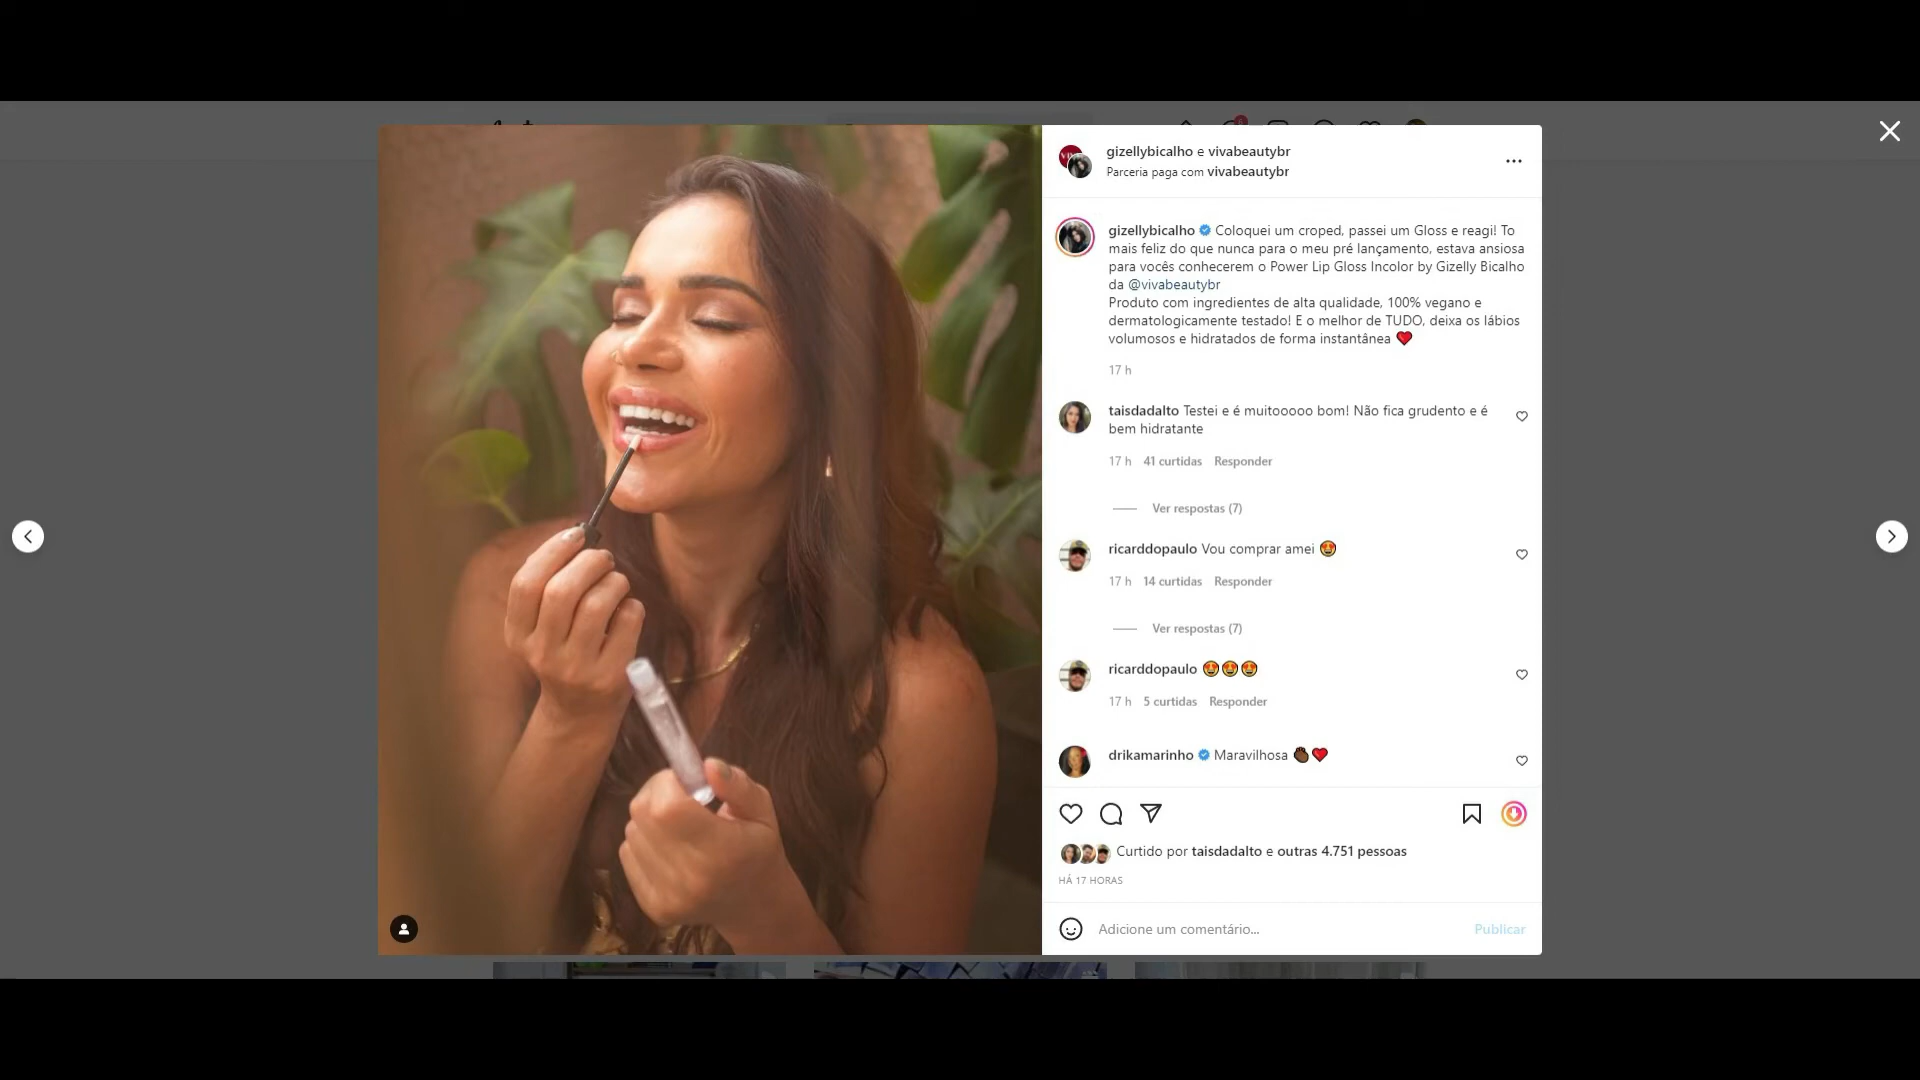 gizellybicalho e vivabeautybr
Parceria paga com vivabeautybr
gizellybicalho Coloquei um croped, passei um Gloss e reagi! To
mais feliz do que nunca para o meu pré lançamento, estava ansiosa
para vocês conhecerem o Power Lip Gloss Incolor by Gizelly Bicalho
da @vivabeautybr
Produto com ingredientes de alta qualidade, 100% vegano e
dermatologicamente testado! E o melhor de TUDO, deixa os lábios
volumosos e hidratados de forma instantânea ❤️
17 h
taisdadalto Testei e é muitooooo bom! Não fica grudento e é
bem hidratante
17 h 41 curtidas Responder
Ver respostas (7)
ricarddopaulo Vou comprar amei 😍
17 h 14 curtidas Responder
Ver respostas (7)
ricarddopaulo 😍😍😍
17 h 5 curtidas Responder
drikamarinho Maravilhosa 👏🏿❤️
Curtido por taisdadalto e outras 4.751 pessoas
HÁ 17 HORAS
Adicione um comentário... Publicar